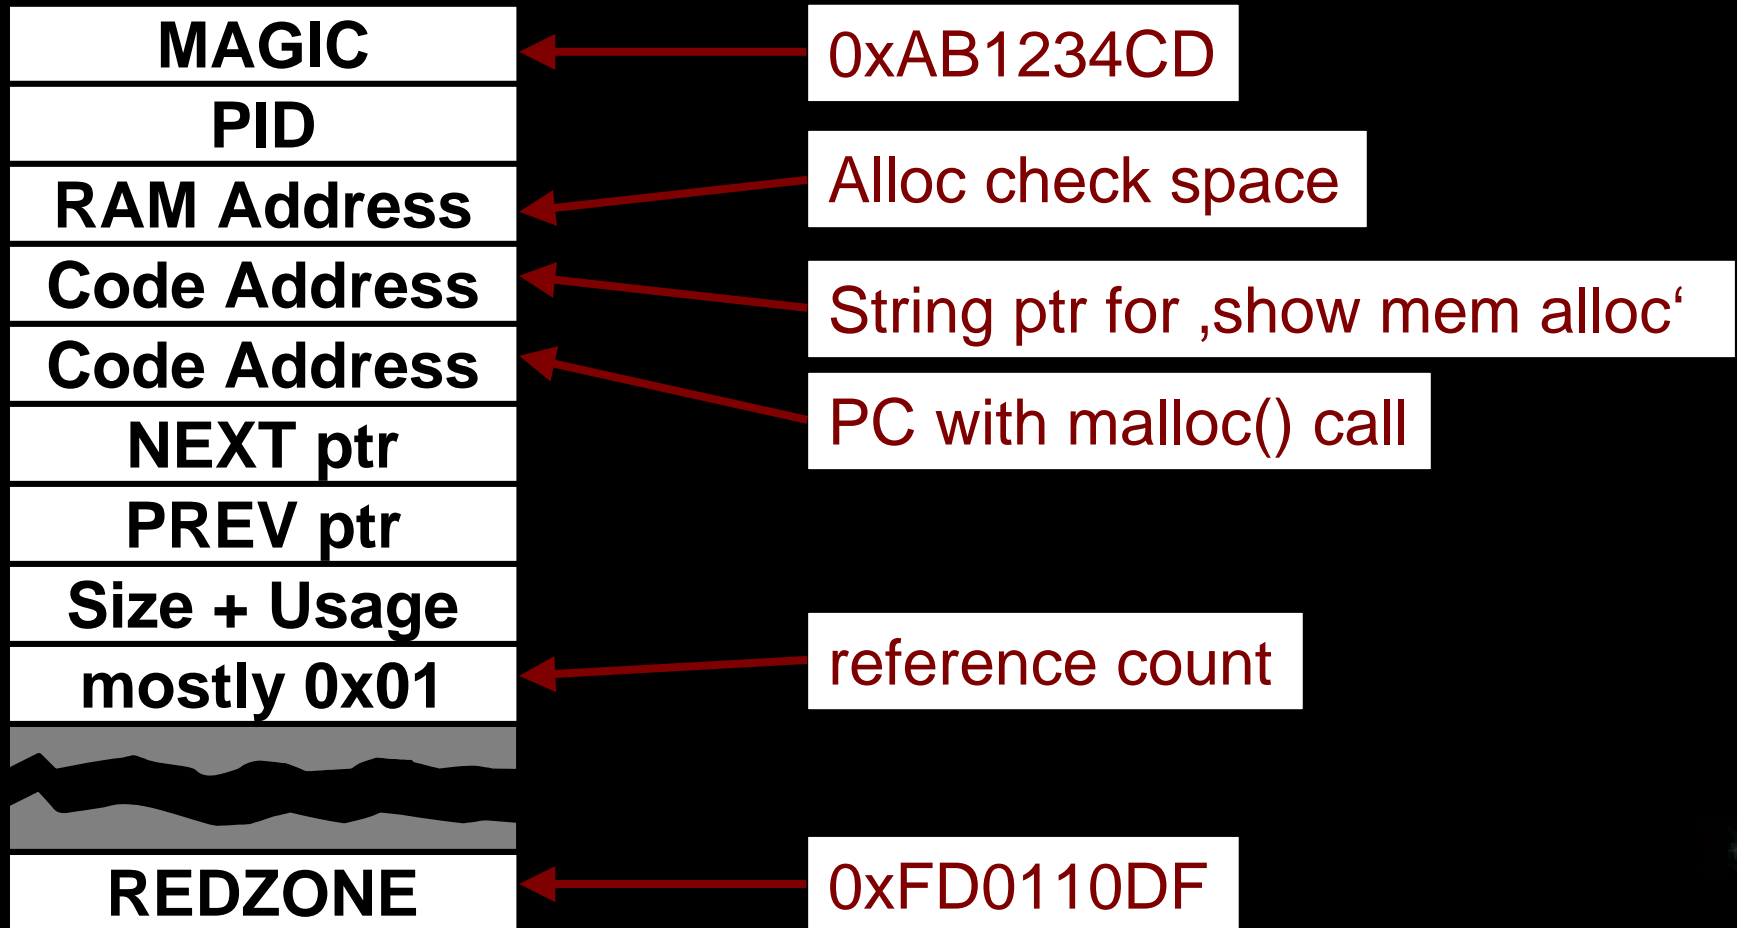 MAGIC
0xAB1234CD
PID
Alloc check space
RAM Address
Code Address
String ptr for ‚show mem alloc‘
Code Address
PC with malloc() call
NEXT ptr
PREV ptr
Size + Usage
mostly 0x01
reference count
REDZONE
0xFD0110DF